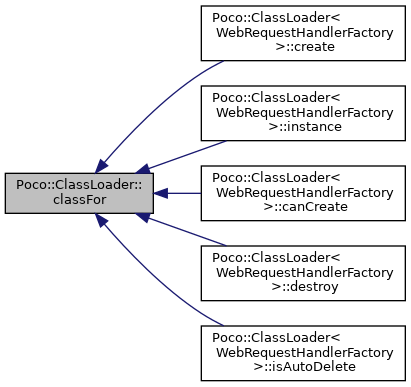 Poco::ClassLoader<
WebRequestHandlerFactory
>::create
Poco::ClassLoader<
WebRequestHandlerFactory
>::instance
Poco::ClassLoader::
classFor
Poco::ClassLoader<
WebRequestHandlerFactory
>::canCreate
Poco::ClassLoader<
WebRequestHandlerFactory
>::destroy
Poco::ClassLoader<
WebRequestHandlerFactory
>::isAutoDelete